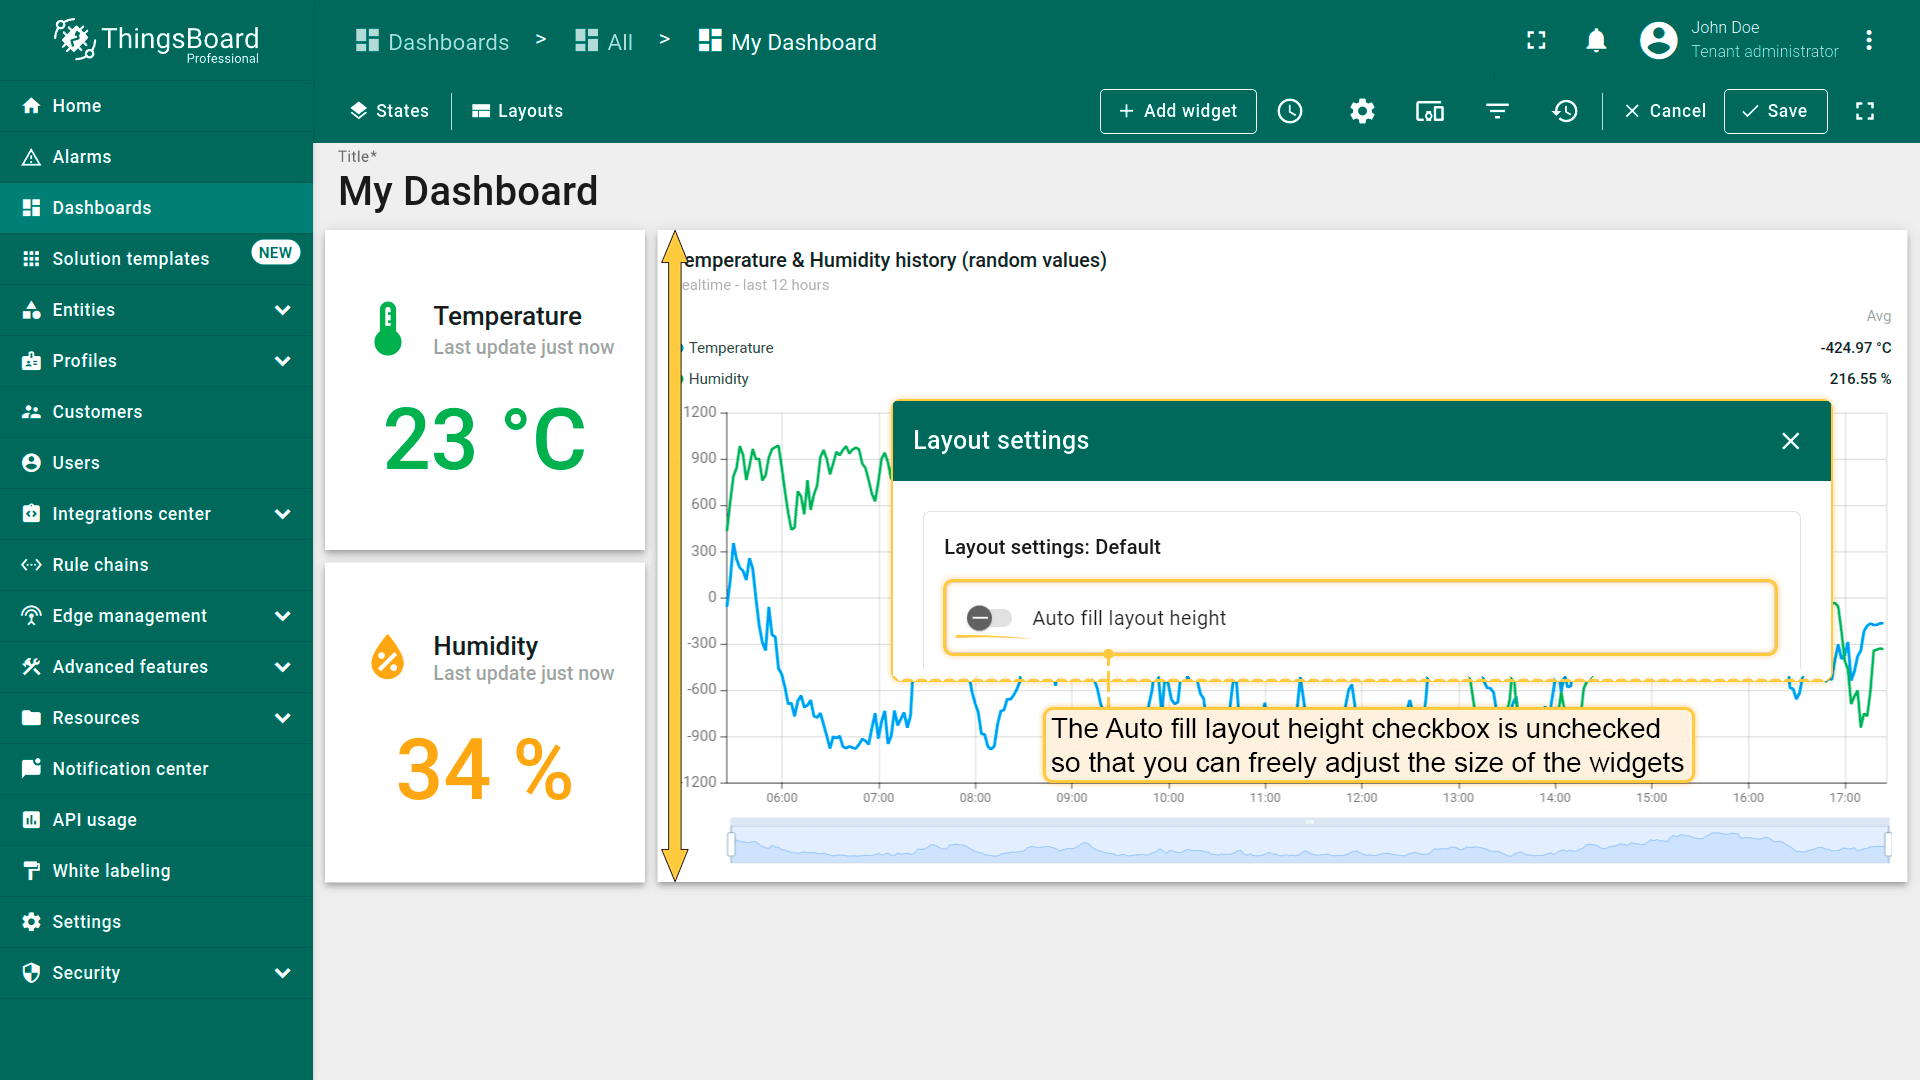 ThingsBoard
Professional
Dashboards > All > My Dashboard
John Doe
Tenant administrator
Home
Alarms
Dashboards
Solution templates NEW
Entities
Profiles
Customers
Users
Integrations center
Rule chains
Edge management
Advanced features
Resources
Notification center
API usage
White labeling
Settings
Security
States
Layouts
+ Add widget
Cancel
Save
Title*
My Dashboard
Temperature
Last update just now
23 °C
Humidity
Last update just now
34 %
emperature & Humidity history (random values)
ealtime - last 12 hours
Avg
Temperature -424.97 °C
Humidity 216.55 %
1200
900
600
300
0
-300
-600
-900
-1200
06:00 07:00 08:00 09:00 10:00 11:00 12:00 13:00 14:00 15:00 16:00 17:00
Layout settings
Layout settings: Default
Auto fill layout height
The Auto fill layout height checkbox is unchecked
so that you can freely adjust the size of the widgets